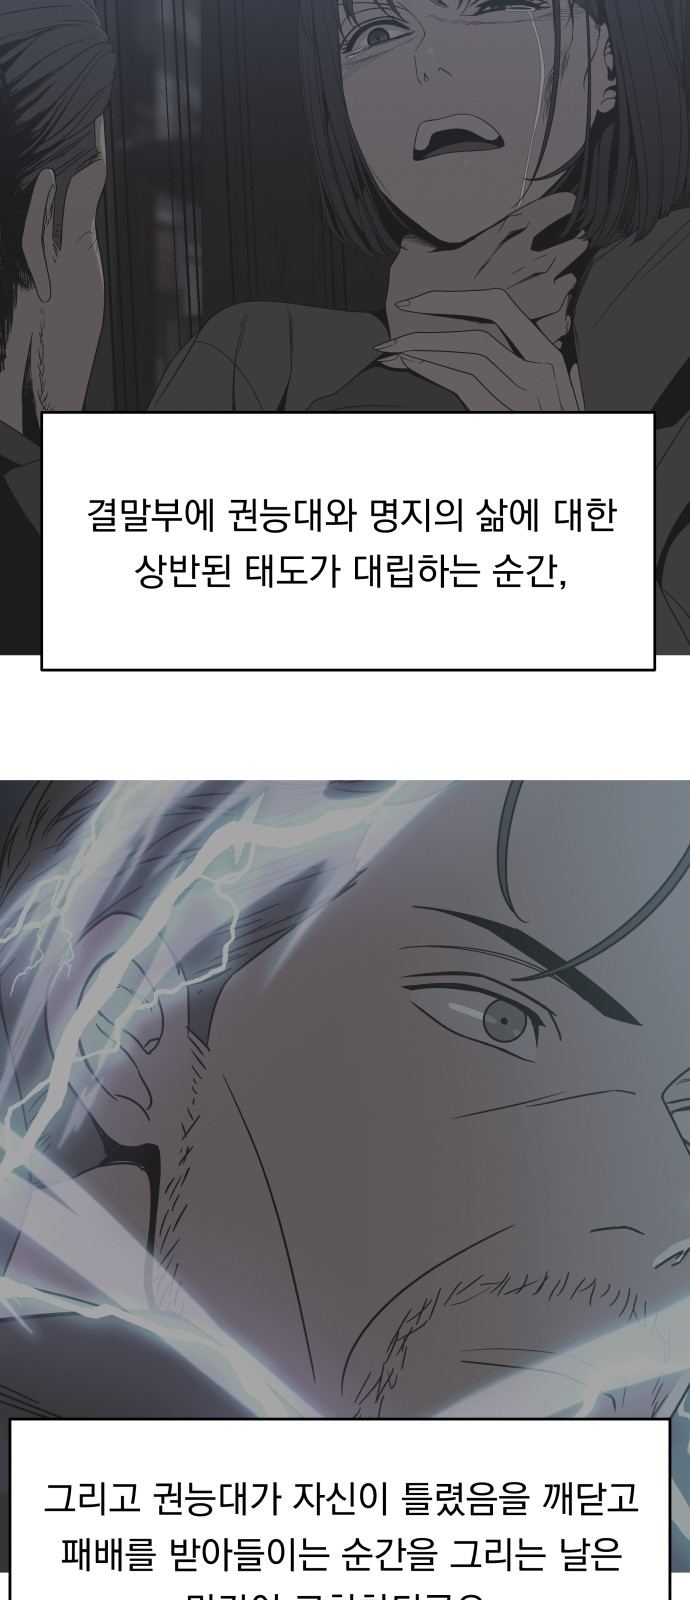 결말부에 권능대와 명지의 삶에 대한
상반된 태도가 대립하는 순간,
그리고 권능대가 자신이 틀렸음을 깨닫고
패배를 받아들이는 순간을 그리는 날은